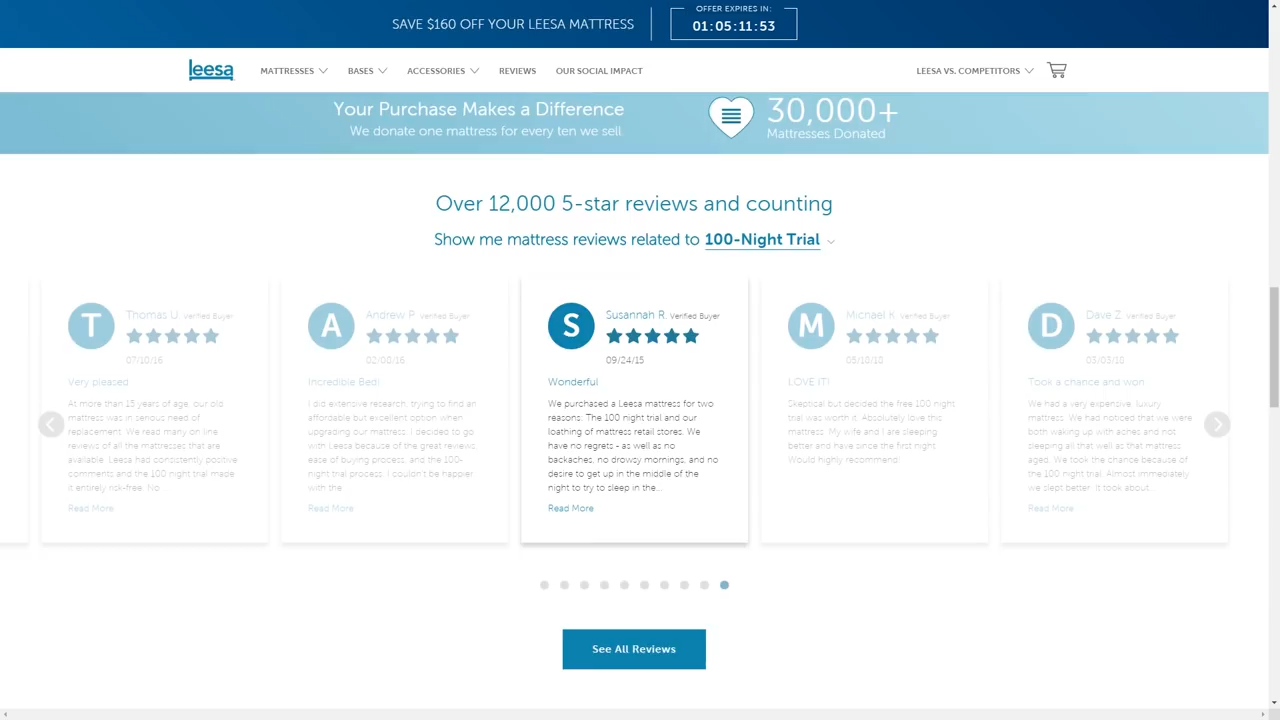 OFFER EXPIRES IN:
SAVE $160 OFF YOUR LEESA MATTRESS
01:05:11:53
leesa
MATTRESSES
BASES
ACCESSORIES
REVIEWS
OUR SOCIAL IMPACT
LEESA VS. COMPETITORS
Your Purchase Makes a Difference
We donate one mattress for every ten we sell.
30,000+
Mattresses Donated
Over 12,000 5-star reviews and counting
Show me mattress reviews related to 100-Night Trial
T
Thomas U. Verified Buyer
07/10/16
Very pleased
At more than 15 years of age, our old
mattress was in serious need of
replacement. We read many on line
reviews of all the mattresses that are
available. Leesa had consistently positive
comments and the 100 night trial made
it entirely risk-free. No
Read More
A
Andrew P. Verified Buyer
02/08/16
Incredible Bed!
I did extensive research, trying to find an
affordable but excellent option when
upgrading our mattress. I decided to go
with Leesa because of the great reviews,
ease of buying process, and the 100-
night trial process. I couldn't be happier
with the
Read More
S
Susannah R. Verified Buyer
09/24/15
Wonderful
We purchased a Leesa mattress for two
reasons: The 100 night trial and our
loathing of mattress retail stores. We
have no regrets - as well as no
backaches, no drowsy mornings, and no
desire to get up in the middle of the
night to try to sleep in the...
Read More
M
Michael K. Verified Buyer
05/18/18
LOVE IT!
Skeptical but decided the free 100 night
trial was worth it. Absolutely love this
mattress. My wife and I are sleeping
better and have since the first night.
Would highly recommend!
D
Dave Z. Verified Buyer
03/03/18
Took a chance and won
We had a very expensive, luxury
mattress. We had noticed that we were
both waking up with aches and not
sleeping all that well as that mattress
aged. We took the chance because of
the 100 night trial. Almost immediately
we slept better. It took about
Read More
See All Reviews